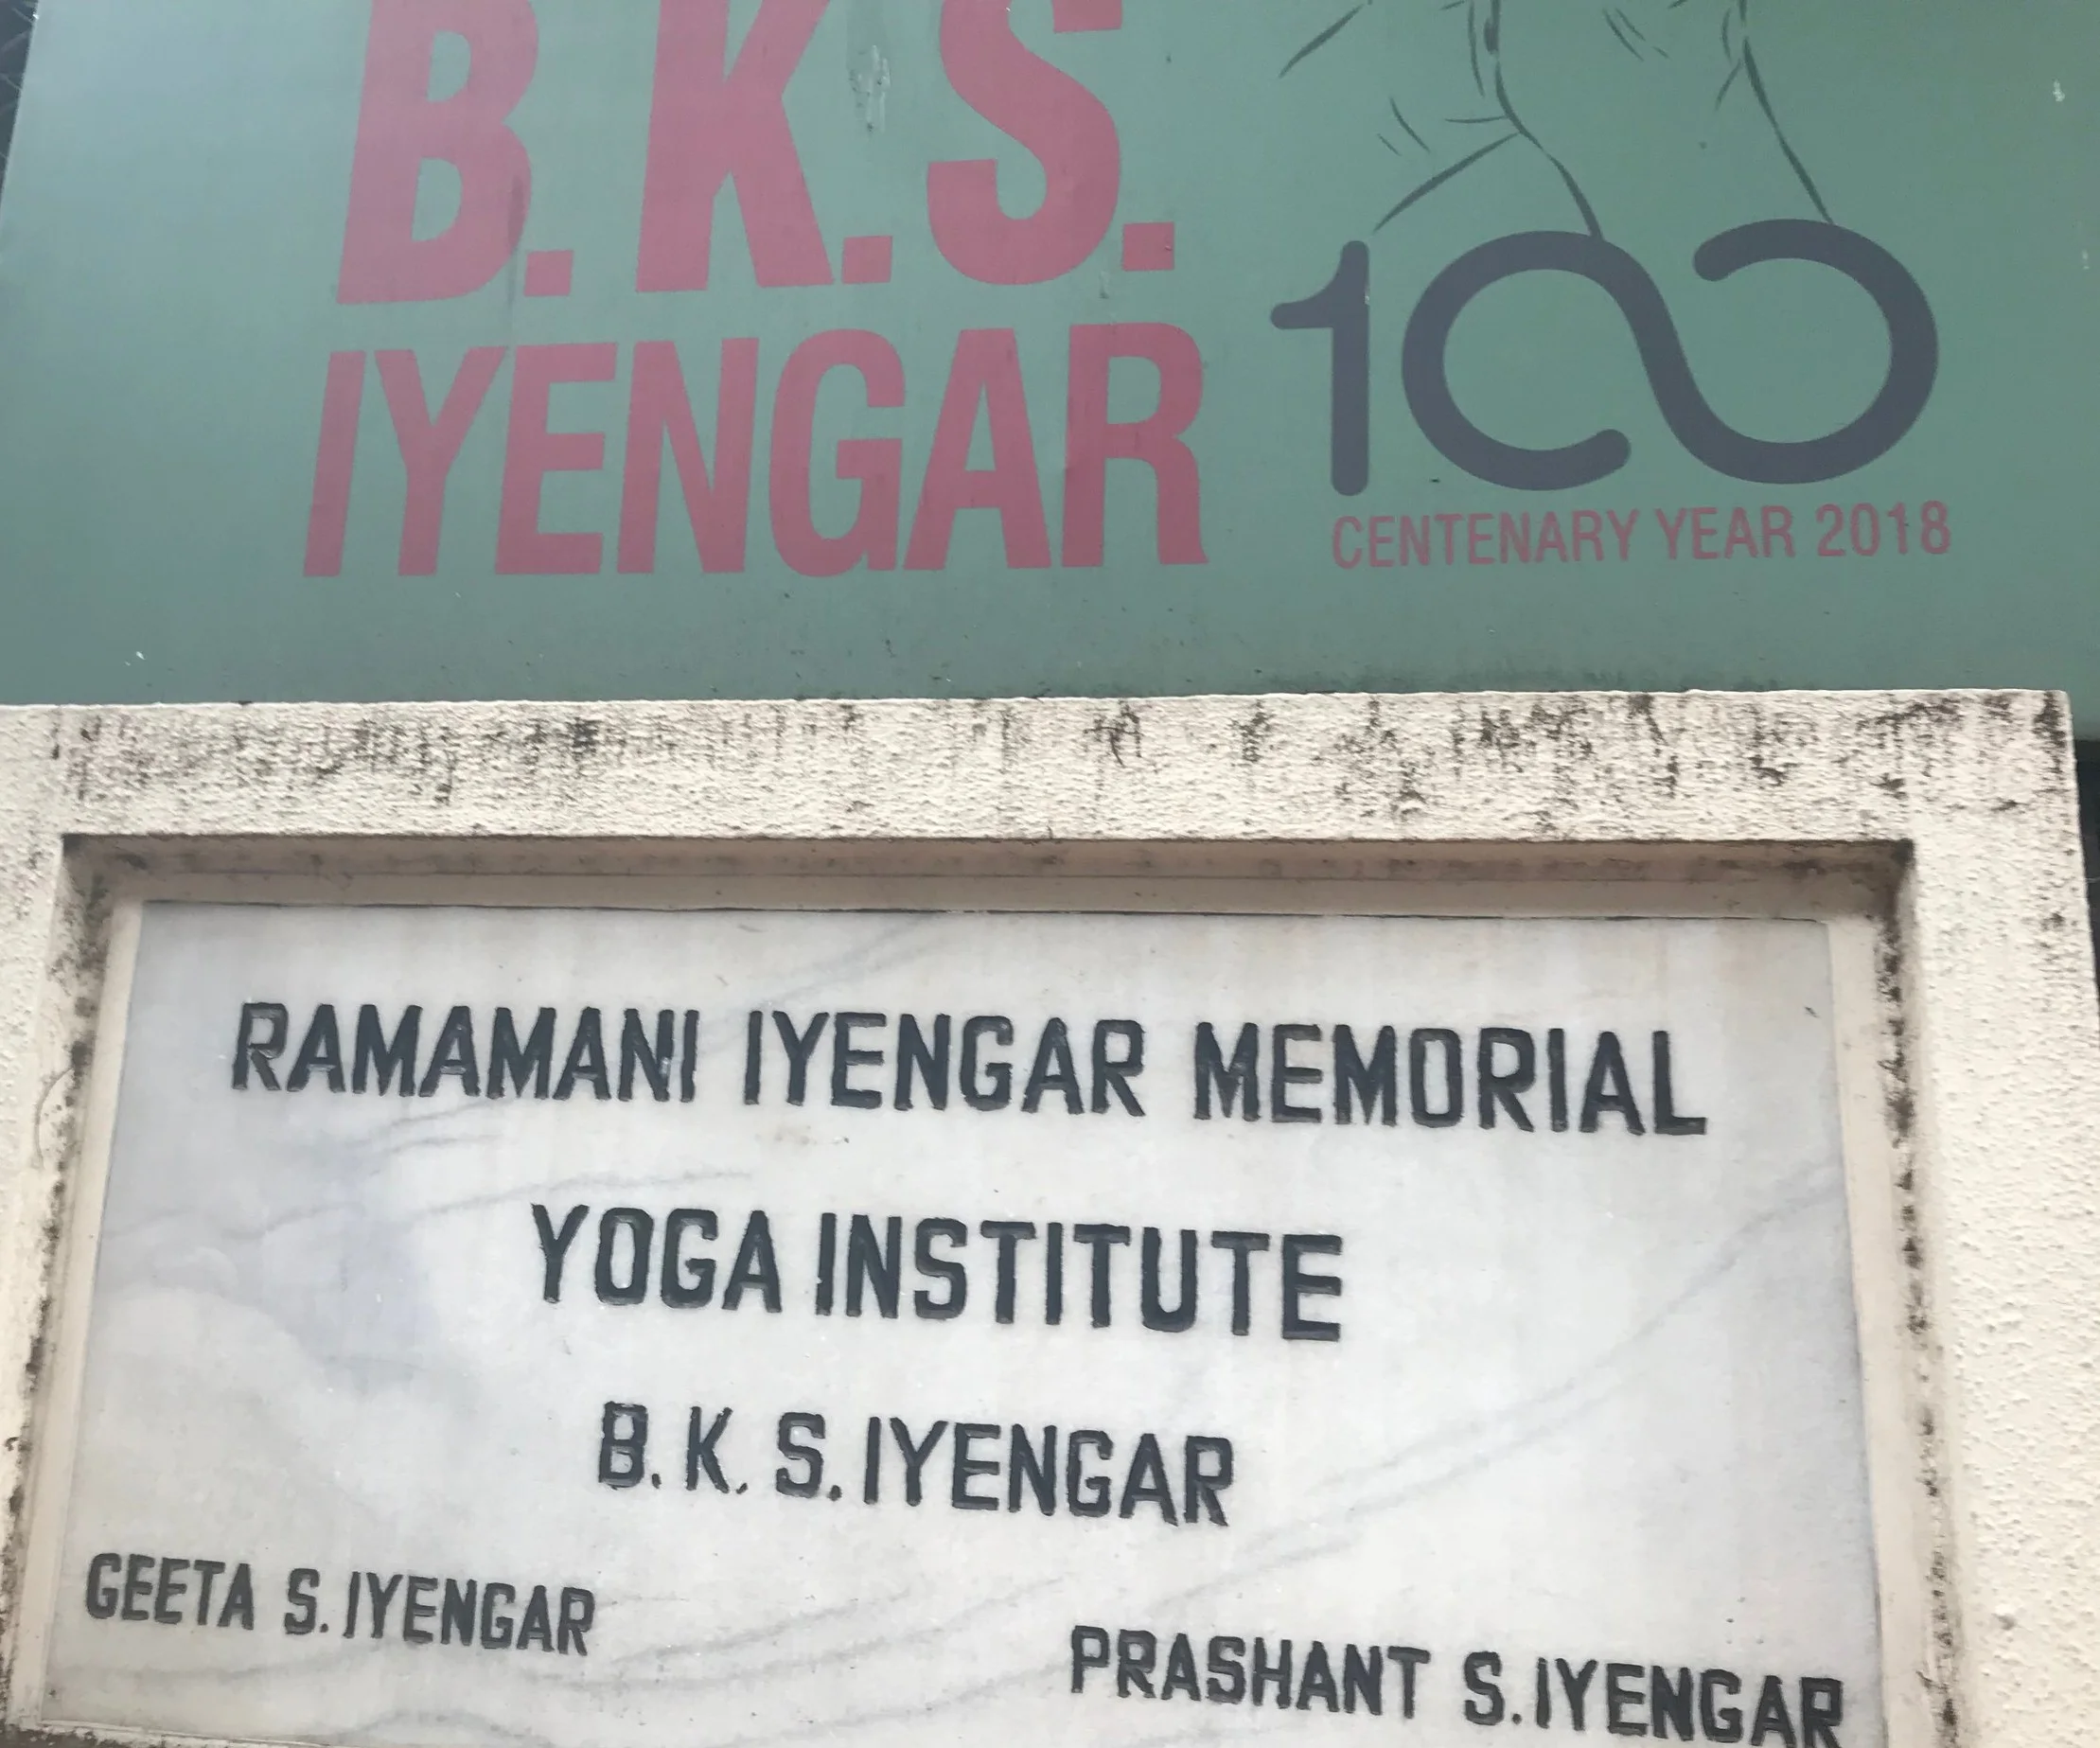 B.K.S.
IYENGAR
100
CENTENARY YEAR 2018
RAMAMANI IYENGAR MEMORIAL
YOGA INSTITUTE
B. K. S. IYENGAR
GEETA S. IYENGAR
PRASHANT S. IYENGAR